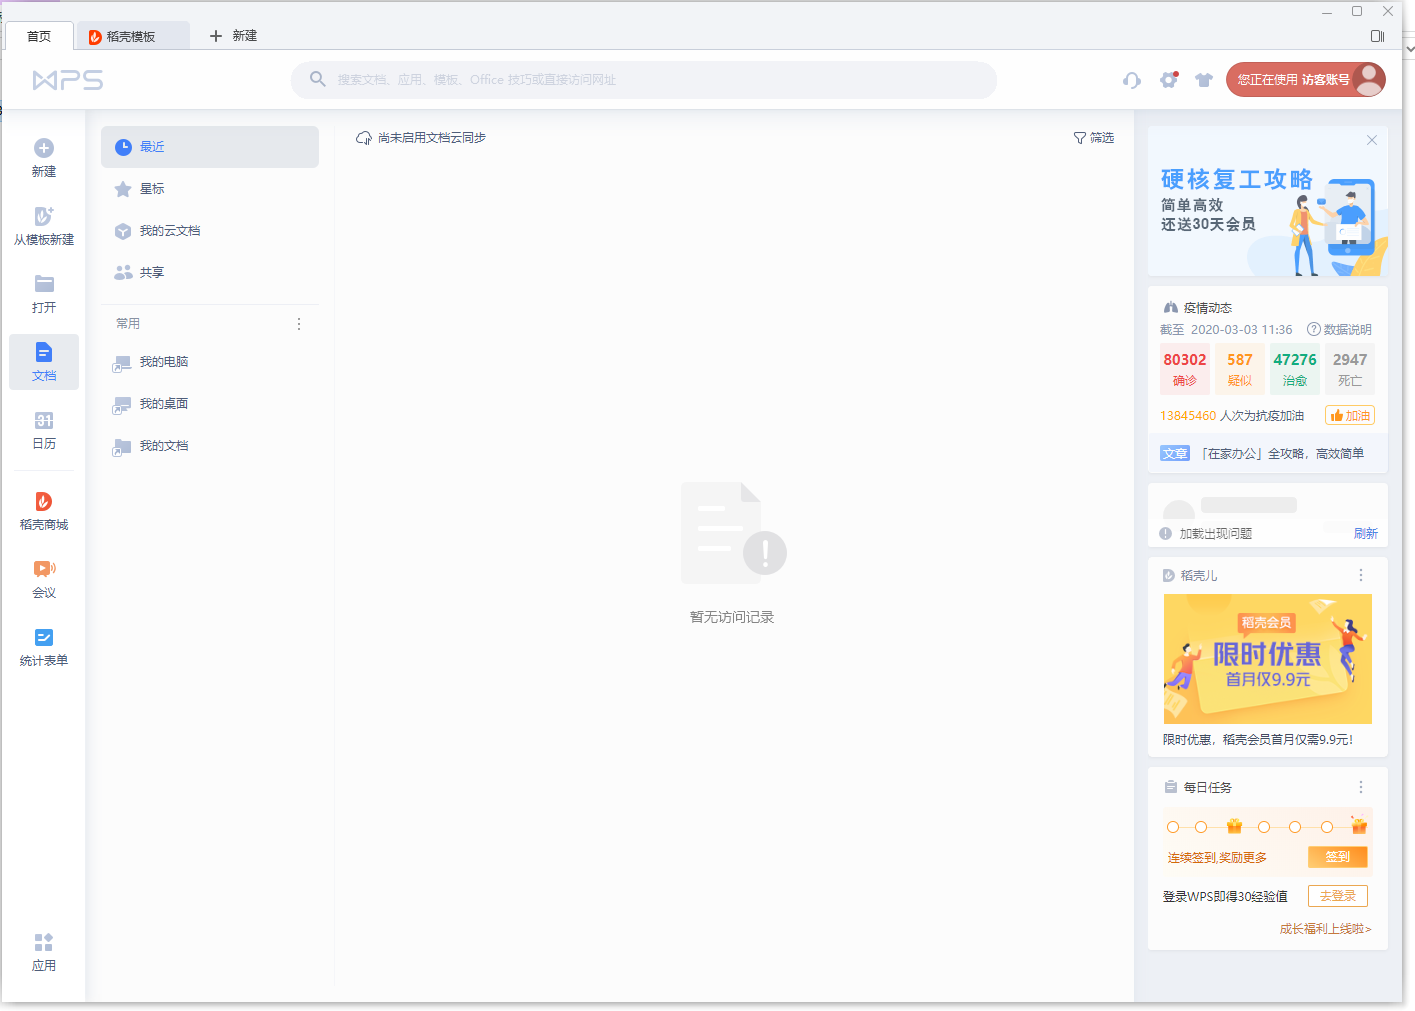 首页
稻壳模板
新建
WPS
搜索文档、应用、模板、Office 技巧或直接访问网址
您正在使用 访客账号
新建
从模板新建
打开
文档
31
日历
稻壳商城
会议
统计表单
应用
最近
星标
我的云文档
共享
常用
我的电脑
我的桌面
我的文档
尚未启用文档云同步
筛选
暂无访问记录
硬核复工攻略
简单高效
还送30天会员
疫情动态
截至 2020-03-03 11:36
数据说明
80302
确诊
587
疑似
47276
治愈
2947
死亡
13845460 人次为抗疫加油
加油
文章 「在家办公」全攻略，高效简单
加载出现问题
刷新
稻壳儿
稻壳会员
限时优惠
首月仅9.9元
限时优惠，稻壳会员首月仅需9.9元！
每日任务
连续签到,奖励更多
签到
登录WPS即得30经验值
去登录
成长福利上线啦>